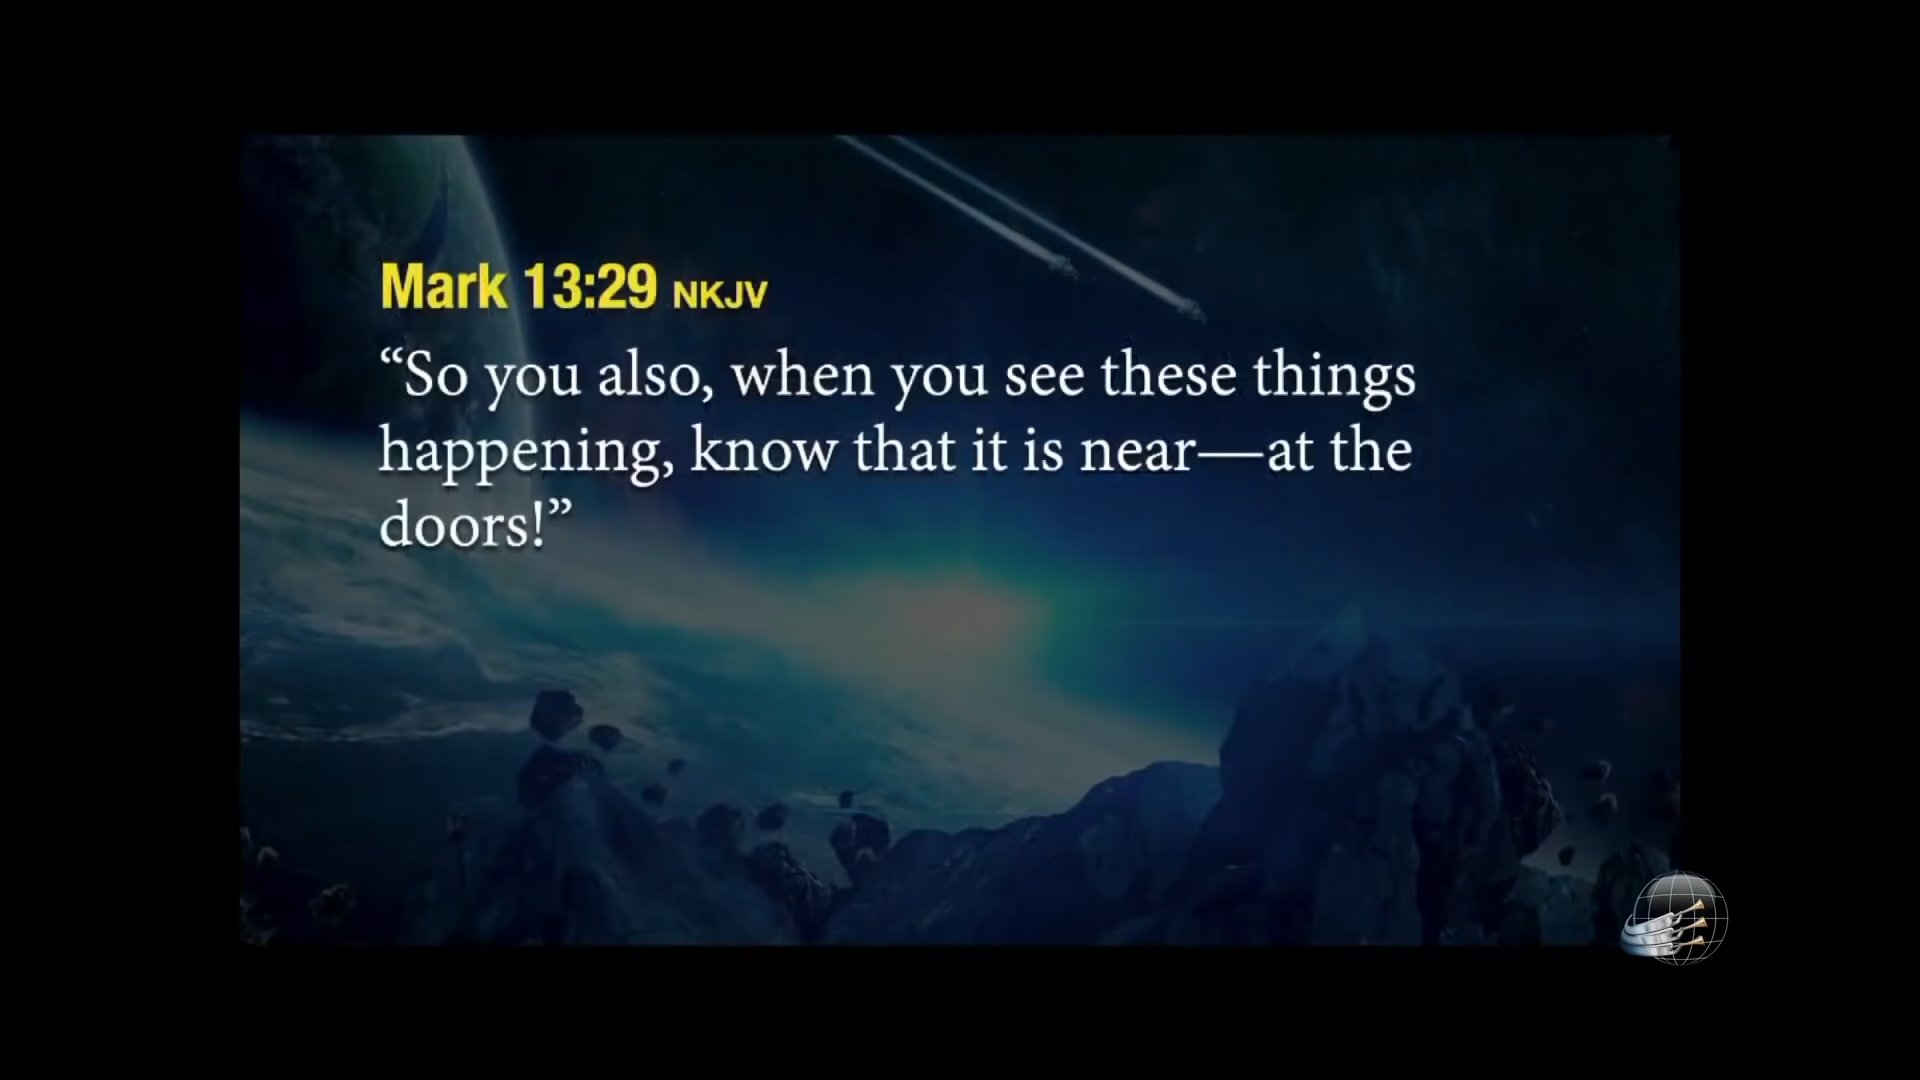 Mark 13:29 NKJV
“So you also, when you see these things
happening, know that it is near—at the
doors!”